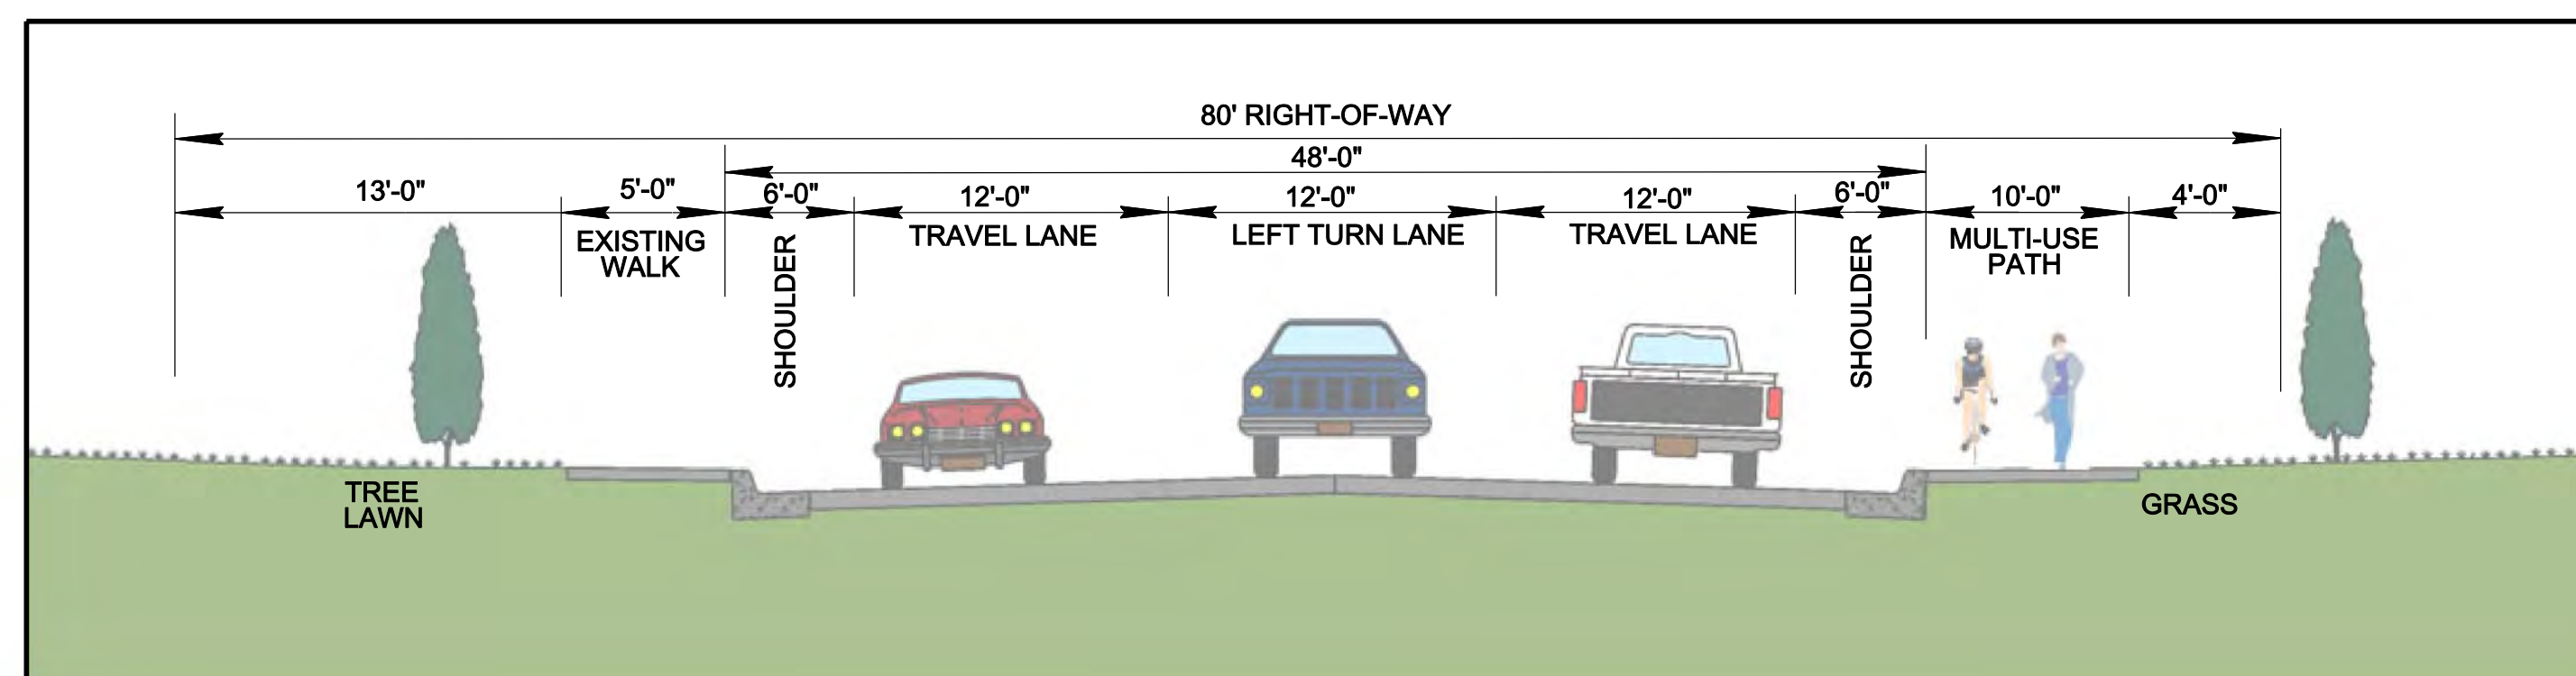 80' RIGHT-OF-WAY
48'-0"
13'-0"
5'-0"
6'-0"
12'-0"
12'-0"
12'-0"
6'-0"
10'-0"
4'-0"
EXISTING
WALK
SHOULDER
TRAVEL LANE
LEFT TURN LANE
TRAVEL LANE
SHOULDER
MULTI-USE
PATH
TREE
LAWN
GRASS